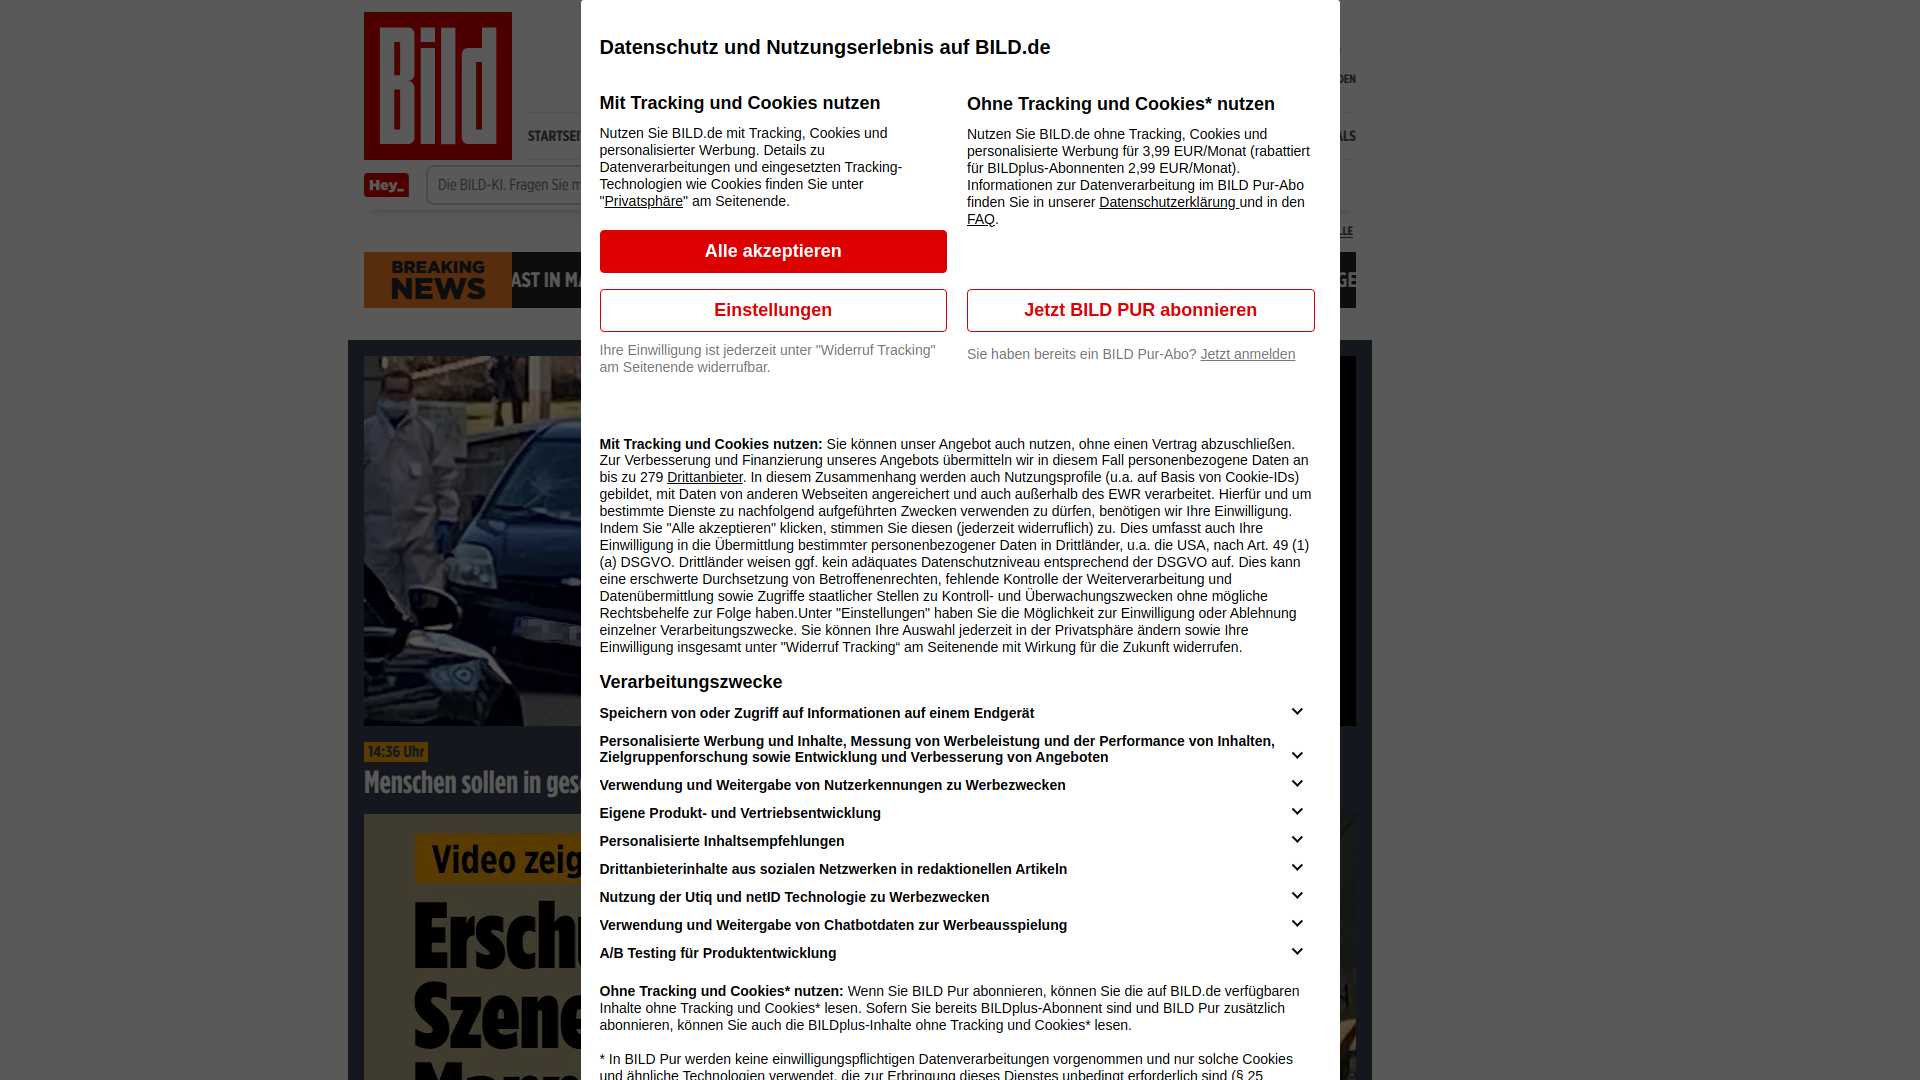 Bild
Datenschutz und Nutzungserlebnis auf BILD.de
Mit Tracking und Cookies nutzen
Nutzen Sie BILD.de mit Tracking, Cookies und
personalisierter Werbung. Details zu
Datenverarbeitungen und eingesetzten Tracking-
Technologien wie Cookies finden Sie unter
"Privatsphäre" am Seitenende.
Alle akzeptieren
Einstellungen
Ihre Einwilligung ist jederzeit unter "Widerruf Tracking"
am Seitenende widerrufbar.
Ohne Tracking und Cookies* nutzen
Nutzen Sie BILD.de ohne Tracking, Cookies und
personalisierte Werbung für 3,99 EUR/Monat (rabattiert
für BILDplus-Abonnenten 2,99 EUR/Monat).
Informationen zur Datenverarbeitung im BILD Pur-Abo
finden Sie in unserer Datenschutzerklärung und in den
FAQ.
Jetzt BILD PUR abonnieren
Sie haben bereits ein BILD Pur-Abo? Jetzt anmelden
Hey_
Die BILD-KI. Fragen Sie
BREAKING
NEWS
Mit Tracking und Cookies nutzen: Sie können unser Angebot auch nutzen, ohne einen Vertrag abzuschließen.
Zur Verbesserung und Finanzierung unseres Angebots übermitteln wir in diesem Fall personenbezogene Daten an
bis zu 279 Drittanbieter. In diesem Zusammenhang werden auch Nutzungsprofile (u.a. auf Basis von Cookie-IDs)
gebildet, mit Daten von anderen Webseiten angereichert und auch außerhalb des EWR verarbeitet. Hierfür und um
bestimmte Dienste zu nachfolgend aufgeführten Zwecken verwenden zu dürfen, benötigen wir Ihre Einwilligung.
Indem Sie "Alle akzeptieren" klicken, stimmen Sie diesen (jederzeit widerruflich) zu. Dies umfasst auch Ihre
Einwilligung in die Übermittlung bestimmter personenbezogener Daten in Drittländer, u.a. die USA, nach Art. 49 (1)
(a) DSGVO. Drittländer weisen ggf. kein adäquates Datenschutzniveau entsprechend der DSGVO auf. Dies kann
eine erschwerte Durchsetzung von Betroffenenrechten, fehlende Kontrolle der Weiterverarbeitung und
Datenübermittlung sowie Zugriffe staatlicher Stellen zu Kontroll- und Überwachungszwecken ohne mögliche
Rechtsbehelfe zur Folge haben.Unter "Einstellungen" haben Sie die Möglichkeit zur Einwilligung oder Ablehnung
einzelner Verarbeitungszwecke. Sie können Ihre Auswahl jederzeit in der Privatsphäre ändern sowie Ihre
Einwilligung insgesamt unter "Widerruf Tracking“ am Seitenende mit Wirkung für die Zukunft widerrufen.
Verarbeitungszwecke
Speichern von oder Zugriff auf Informationen auf einem Endgerät
Personalisierte Werbung und Inhalte, Messung von Werbeleistung und der Performance von Inhalten,
Zielgruppenforschung sowie Entwicklung und Verbesserung von Angeboten
Verwendung und Weitergabe von Nutzerkennungen zu Werbezwecken
Eigene Produkt- und Vertriebsentwicklung
Personalisierte Inhaltsempfehlungen
Drittanbieterinhalte aus sozialen Netzwerken in redaktionellen Artikeln
Nutzung der Utiq und netID Technologie zu Werbezwecken
Verwendung und Weitergabe von Chatbotdaten zur Werbeausspielung
A/B Testing für Produktentwicklung
Ohne Tracking und Cookies* nutzen: Wenn Sie BILD Pur abonnieren, können Sie die auf BILD.de verfügbaren
Inhalte ohne Tracking und Cookies* lesen. Sofern Sie bereits BILDplus-Abonnent sind und BILD Pur zusätzlich
abonnieren, können Sie auch die BILDplus-Inhalte ohne Tracking und Cookies* lesen.
* In BILD Pur werden keine einwilligungspflichtigen Datenverarbeitungen vorgenommen und nur solche Cookies
und ähnliche Technologien verwendet, die zur Erbringung dieses Dienstes unbedingt erforderlich sind (§ 25
14:36 Uhr
Menschen sollen in
Video